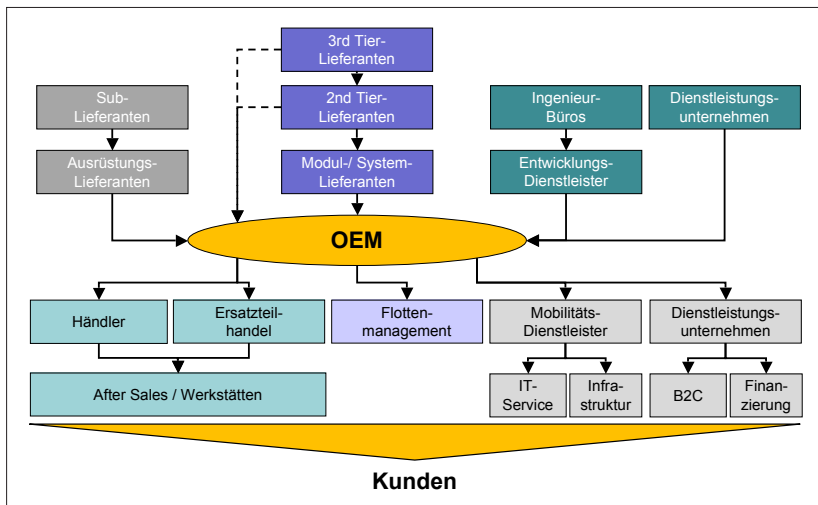 3rd Tier-
Lieferanten
Sub-
Lieferanten
2nd Tier-
Lieferanten
Ingenieur-
Büros
Dienstleistungs-
unternehmen
Ausrüstungs-
Lieferanten
Modul-/ System-
Lieferanten
Entwicklungs-
Dienstleister
OEM
Händler
Ersatzteil-
handel
Flotten-
management
Mobilitäts-
Dienstleister
Dienstleistungs-
unternehmen
After Sales / Werkstätten
IT-
Service
Infra-
struktur
B2C
Finan-
zierung
Kunden